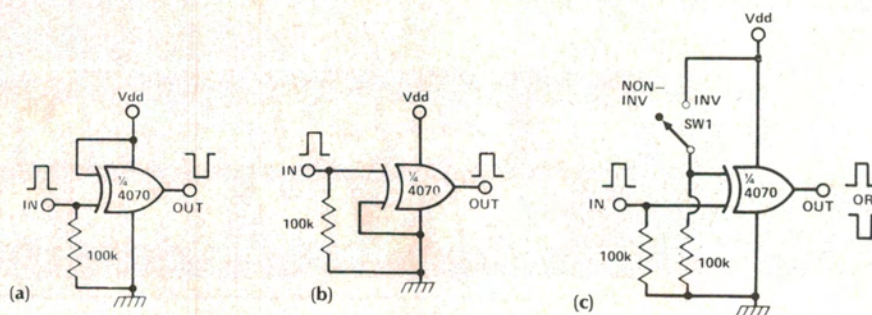 Vdd
IN
¼
4070
OUT
100k
(a)
Vdd
IN
¼
4070
OUT
100k
(b)
Vdd
NON–
INV
INV
SW1
IN
¼
4070
OUT
OR
100k
100k
(c)